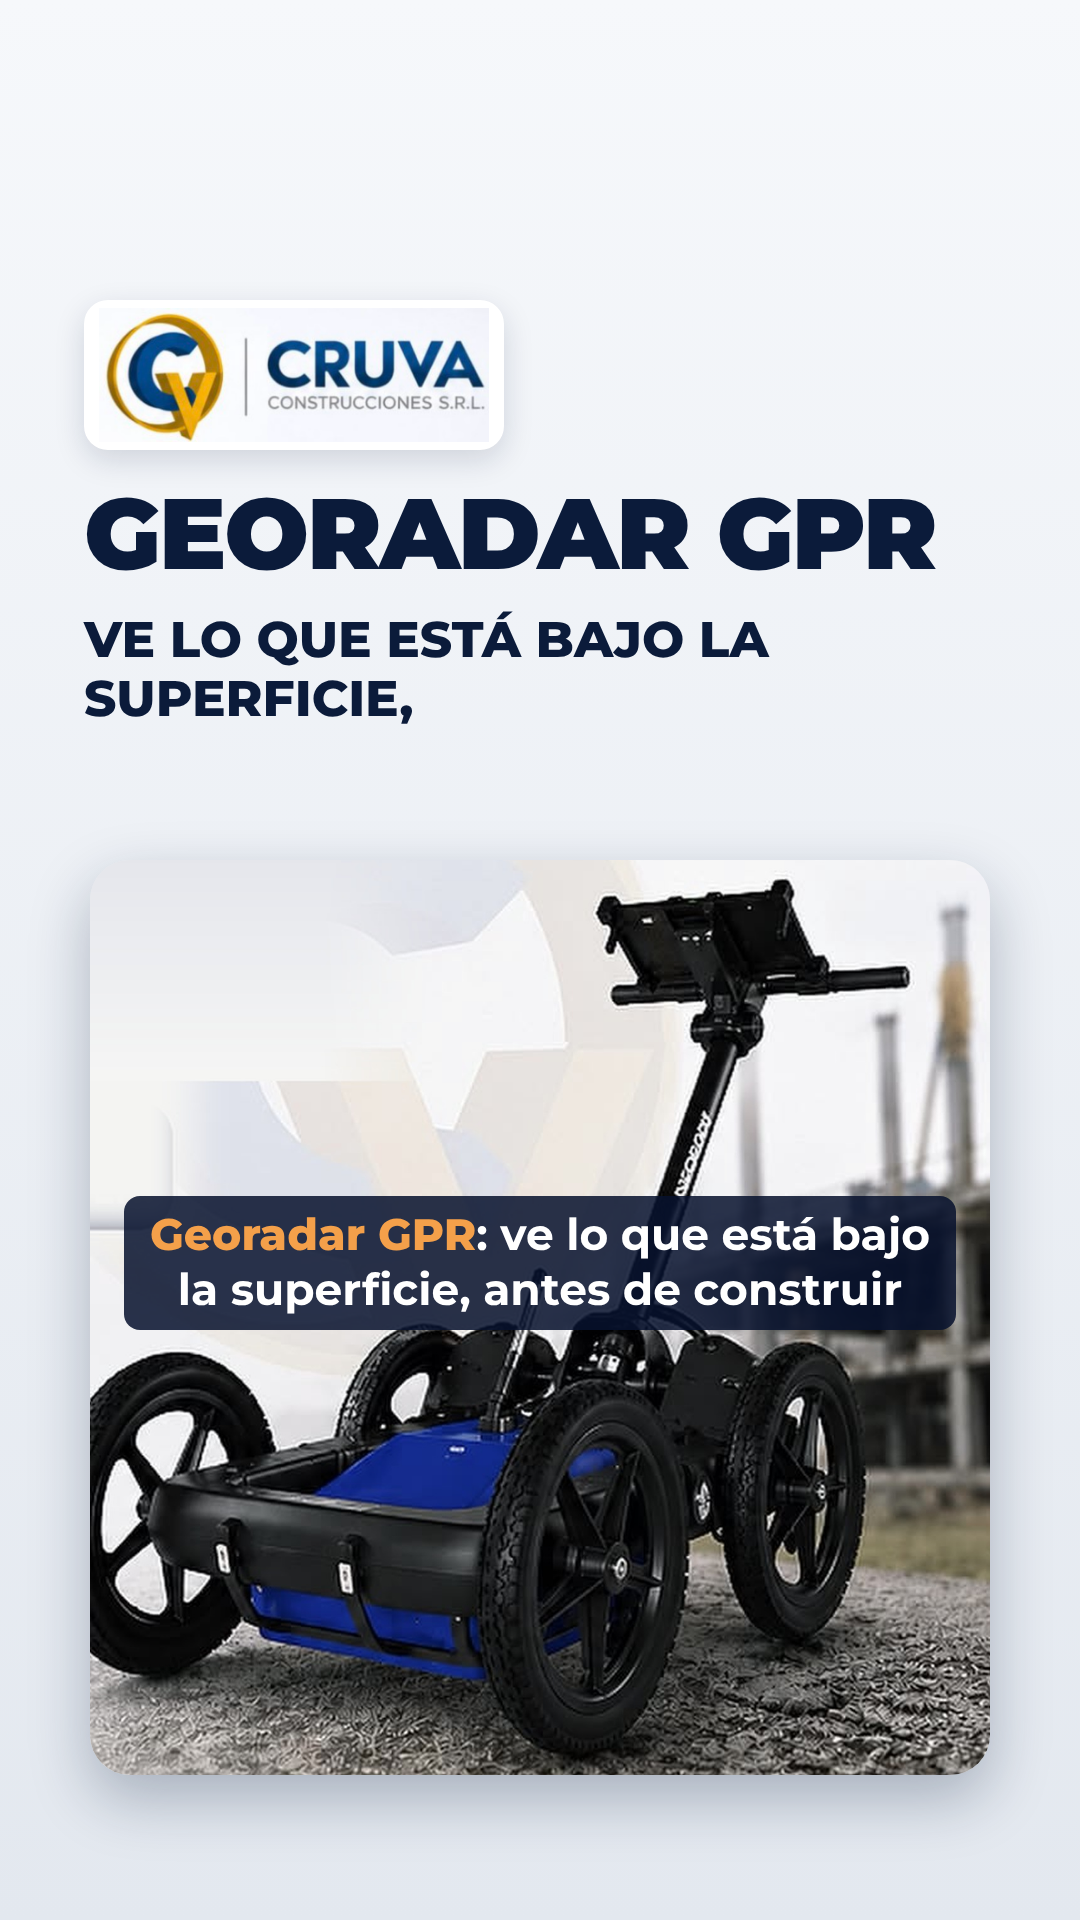 CRUVA
CONSTRUCCIONES S.R.L.
GEORADAR GPR
VE LO QUE ESTÁ BAJO LA
SUPERFICIE,
Georadar GPR: ve lo que está bajo
la superficie, antes de construir